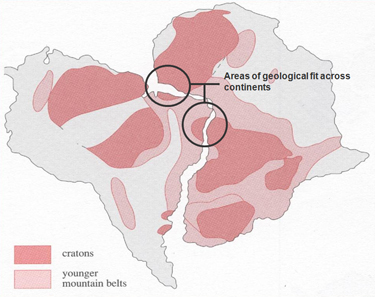 Areas of geological fit across
continents
cratons
younger
mountain belts